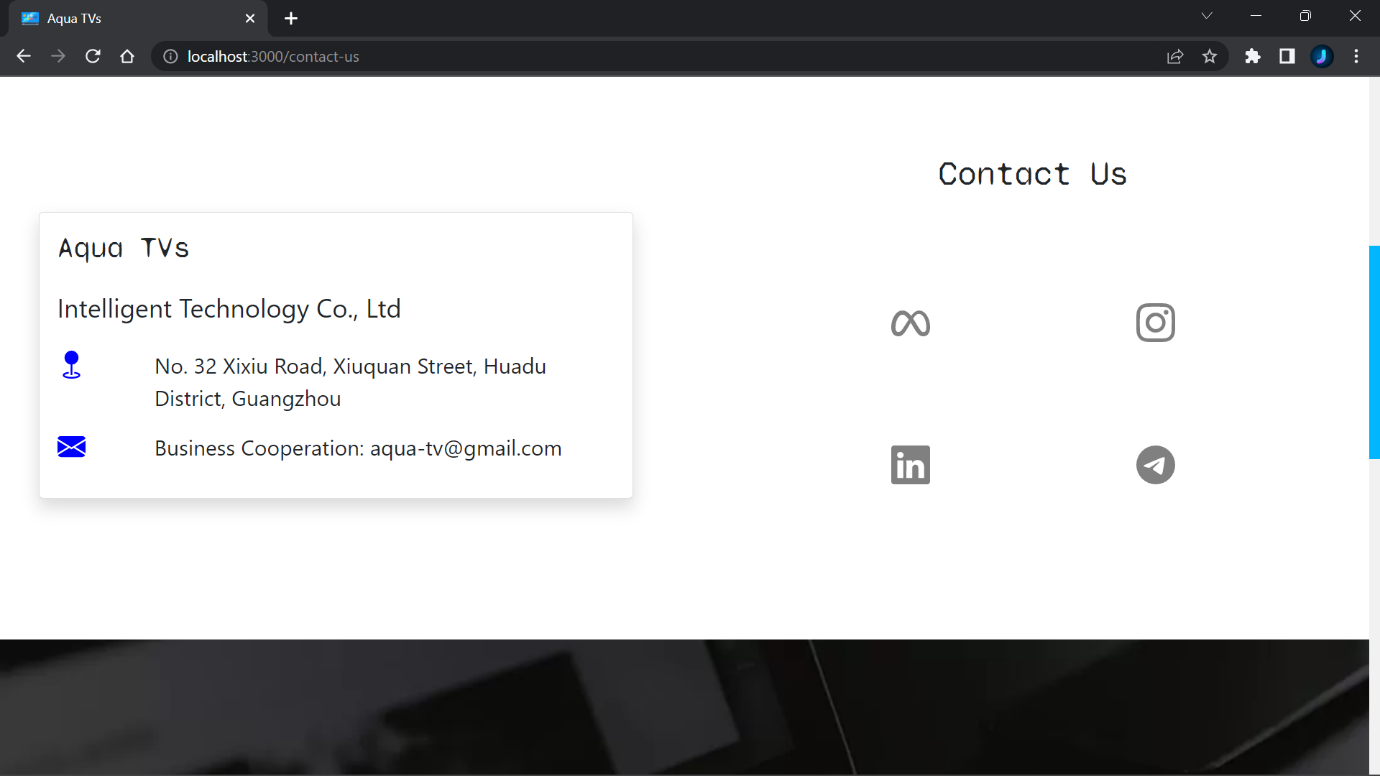 Aqua TVs
localhost:3000/contact-us
Contact Us
Aqua TVs
Intelligent Technology Co., Ltd
No. 32 Xixiu Road, Xiuquan Street, Huadu
District, Guangzhou
Business Cooperation: aqua-tv@gmail.com
in